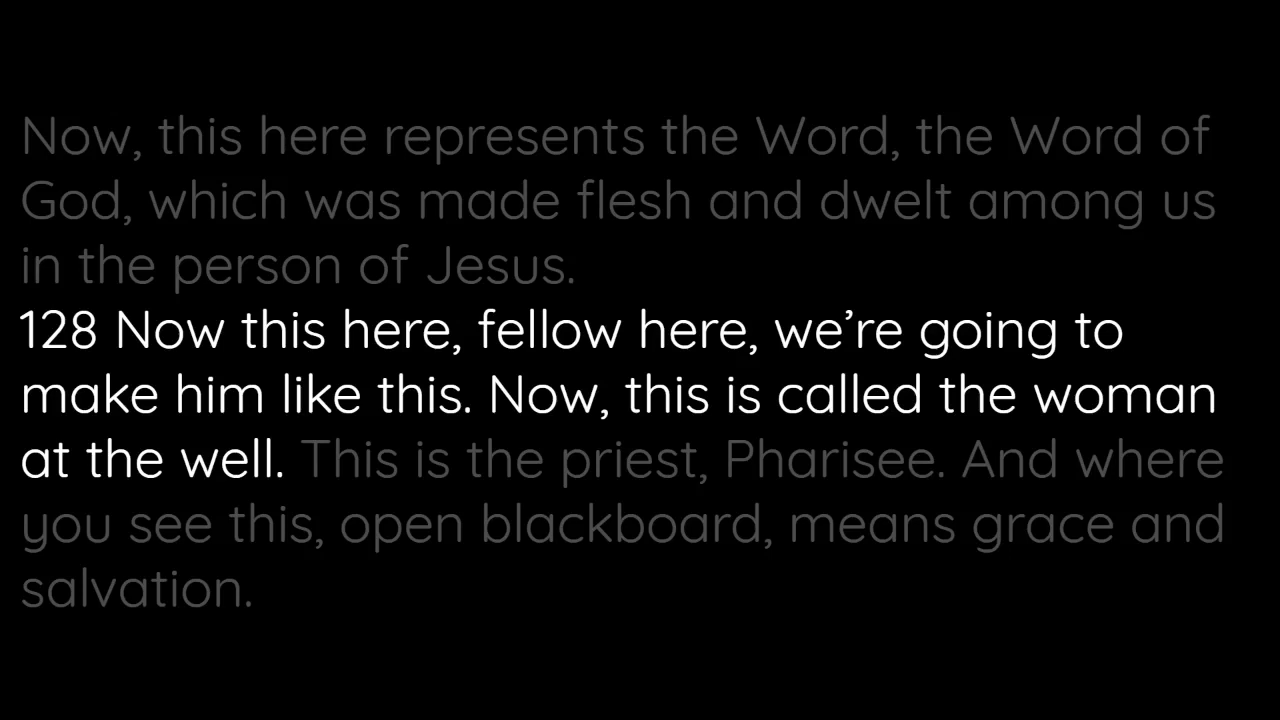 Now, this here represents the Word, the Word of
God, which was made flesh and dwelt among us
in the person of Jesus.
128 Now this here, fellow here, we’re going to
make him like this. Now, this is called the woman
at the well. This is the priest, Pharisee. And where
you see this, open blackboard, means grace and
salvation.